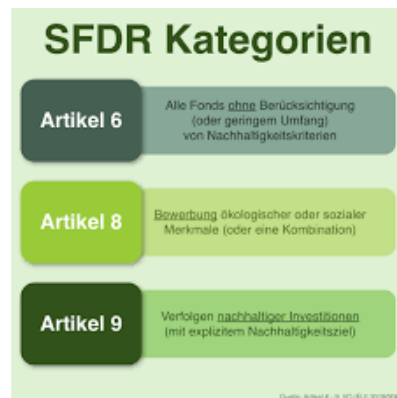 SFDR Kategorien
Artikel 6
Alle Fonds ohne Berücksichtigung
(oder geringem Umfang)
von Nachhaltigkeitskriterien
Artikel 8
Bewerbung ökologischer oder sozialer
Merkmale (oder eine Kombination)
Artikel 9
Verfolgen nachhaltiger Investitionen
(mit explizitem Nachhaltigkeitsziel)